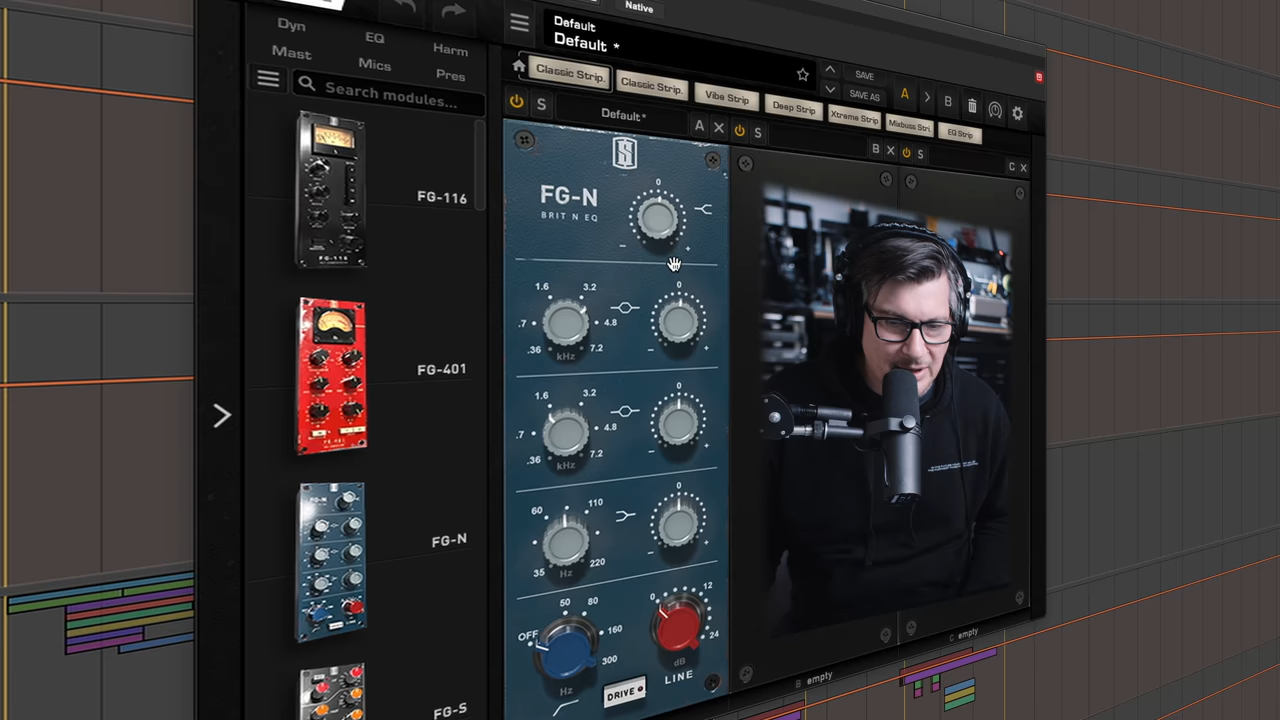 Native
Default
Default *
Dyn
EQ
Harm
Mast
Mics
Pres
Search modules...
SAVE
SAVE AS
A
B
Classic Strip.
Classic Strip.
Vibe Strip
Deep Strip
Xtreme Strip
Mixbuss Stri
EQ Strip
S
Default*
A
X
S
B
X
S
C
X
FG-116
FG-116
FG-401
FG-N
FG-N
FG-S
S
FG-N
BRIT N EQ
0
-
+
1.6
3.2
.7
4.8
.36
7.2
kHz
0
-
+
1.6
3.2
.7
4.8
.36
7.2
kHz
0
-
+
60
110
35
220
Hz
0
-
+
OFF
50
80
160
300
Hz
0
12
24
dB
LINE
DRIVE
B empty
C empty